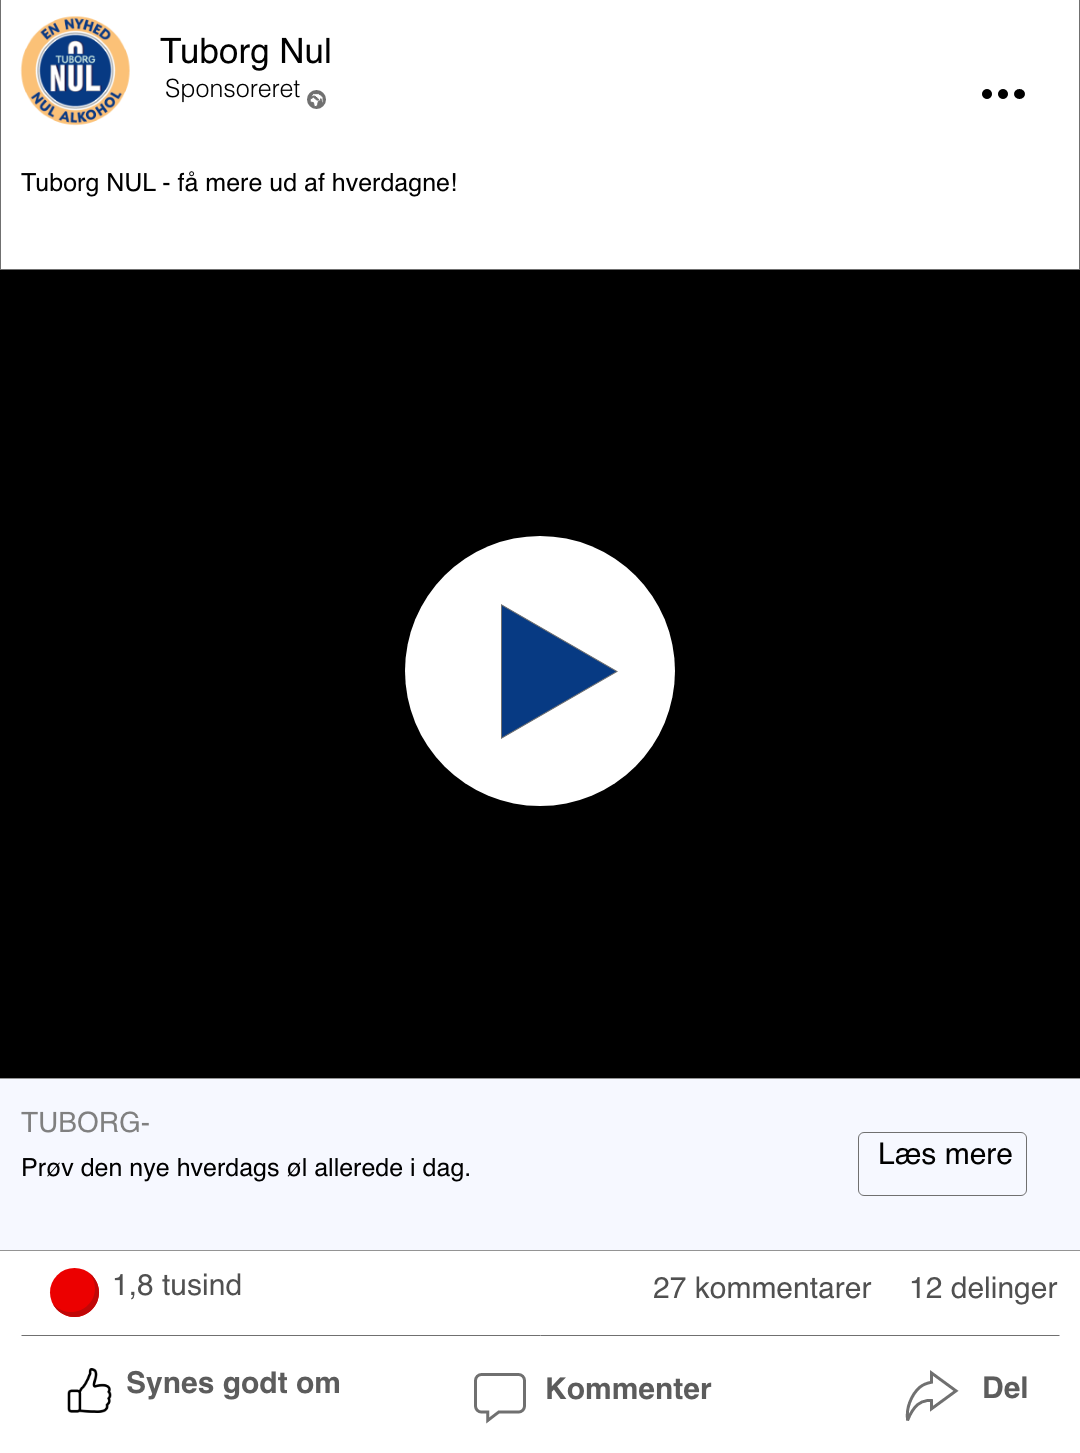 EN NYHED
TUBORG
NUL
NUL ALKOHOL
Tuborg Nul
Sponsoreret
Tuborg NUL - få mere ud af hverdagne!
TUBORG-
Prøv den nye hverdags øl allerede i dag.
Læs mere
1,8 tusind
27 kommentarer
12 delinger
Synes godt om
Kommenter
Del